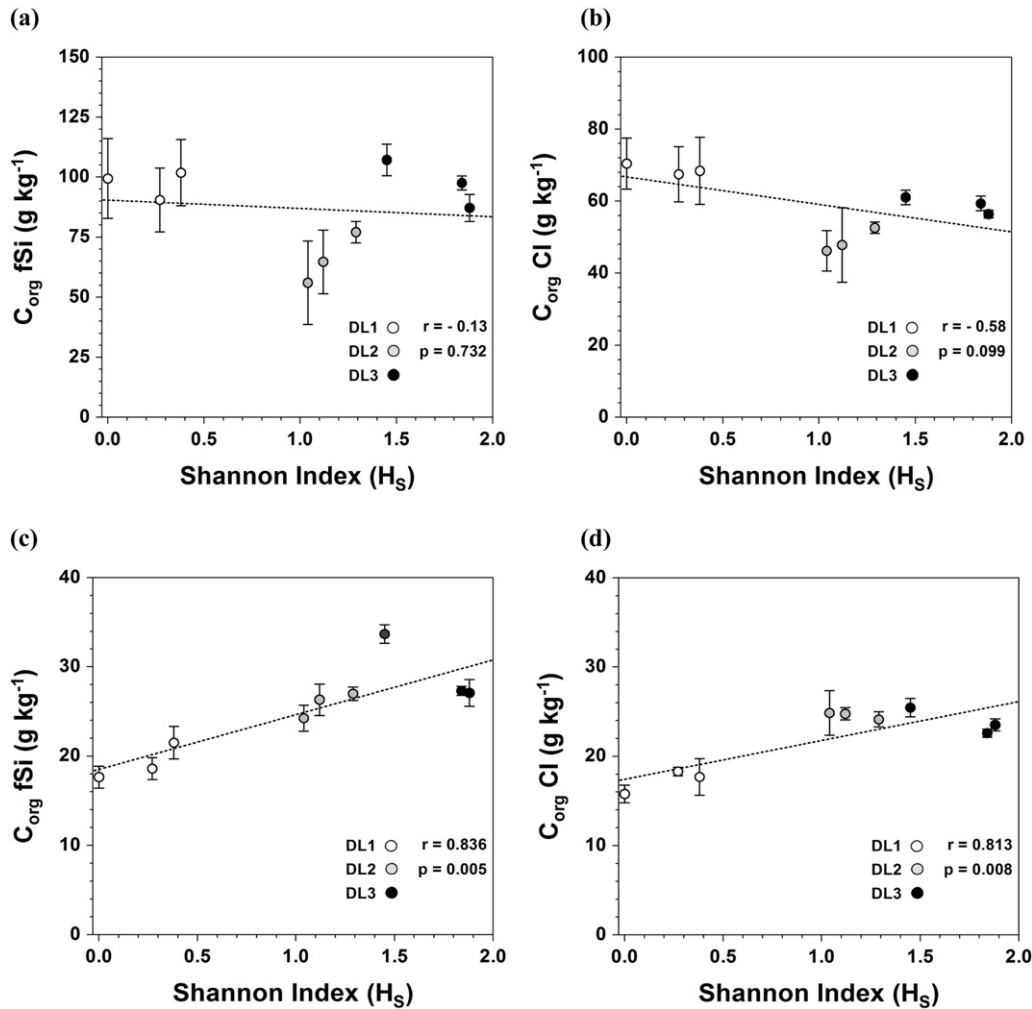 (a)
C_org fSi (g kg⁻¹)
150
125
100
75
50
25
0
DL1 r = - 0.13
DL2 p = 0.732
DL3
0.0 0.5 1.0 1.5 2.0
Shannon Index (H_S)
(b)
C_org Cl (g kg⁻¹)
100
80
60
40
20
0
DL1 r = - 0.58
DL2 p = 0.099
DL3
0.0 0.5 1.0 1.5 2.0
Shannon Index (H_S)
(c)
C_org fSi (g kg⁻¹)
40
30
20
10
0
DL1 r = 0.836
DL2 p = 0.005
DL3
0.0 0.5 1.0 1.5 2.0
Shannon Index (H_S)
(d)
C_org Cl (g kg⁻¹)
40
30
20
10
0
DL1 r = 0.813
DL2 p = 0.008
DL3
0.0 0.5 1.0 1.5 2.0
Shannon Index (H_S)